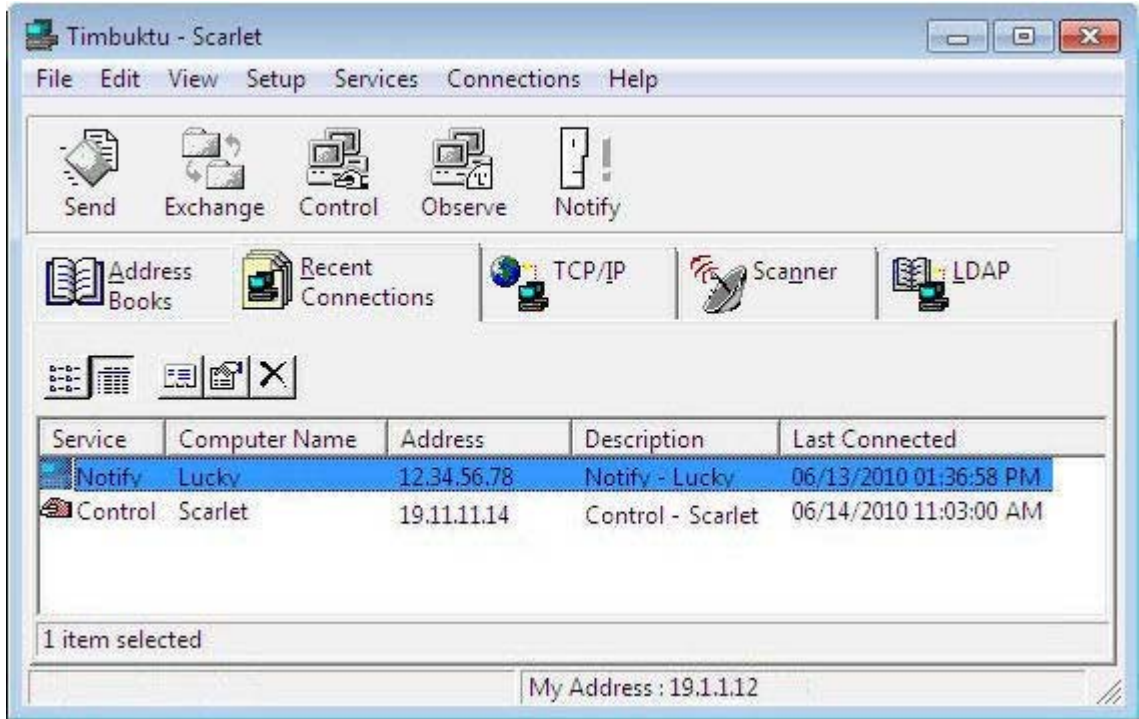 Timbuktu - Scarlet
File Edit View Setup Services Connections Help
Send Exchange Control Observe Notify
Address Books Recent Connections TCP/IP Scanner LDAP
Service Computer Name Address Description Last Connected
Notify Lucky 12.34.56.78 Notify - Lucky 06/13/2010 01:36:58 PM
Control Scarlet 19.11.11.14 Control - Scarlet 06/14/2010 11:03:00 AM
1 item selected
My Address : 19.1.1.12